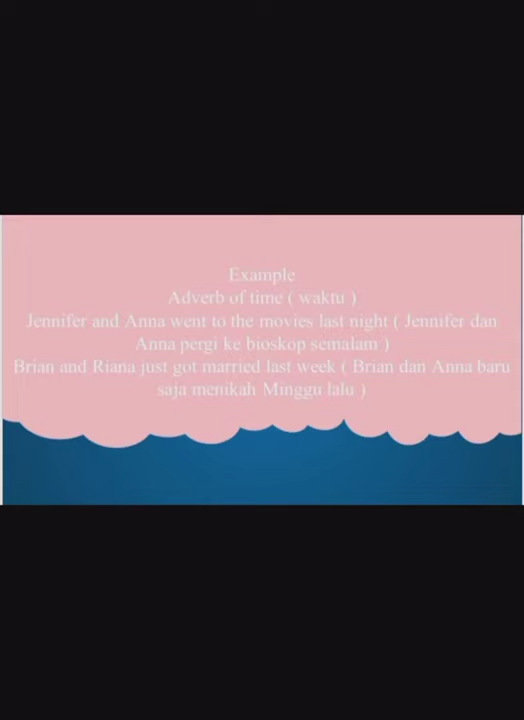 Example
Adverb of time ( waktu )
Jennifer and Anna went to the movies last night ( Jennifer dan
Anna pergi ke bioskop semalam )
Brian and Riana just got married last week ( Brian dan Anna baru
saja menikah Minggu lalu )